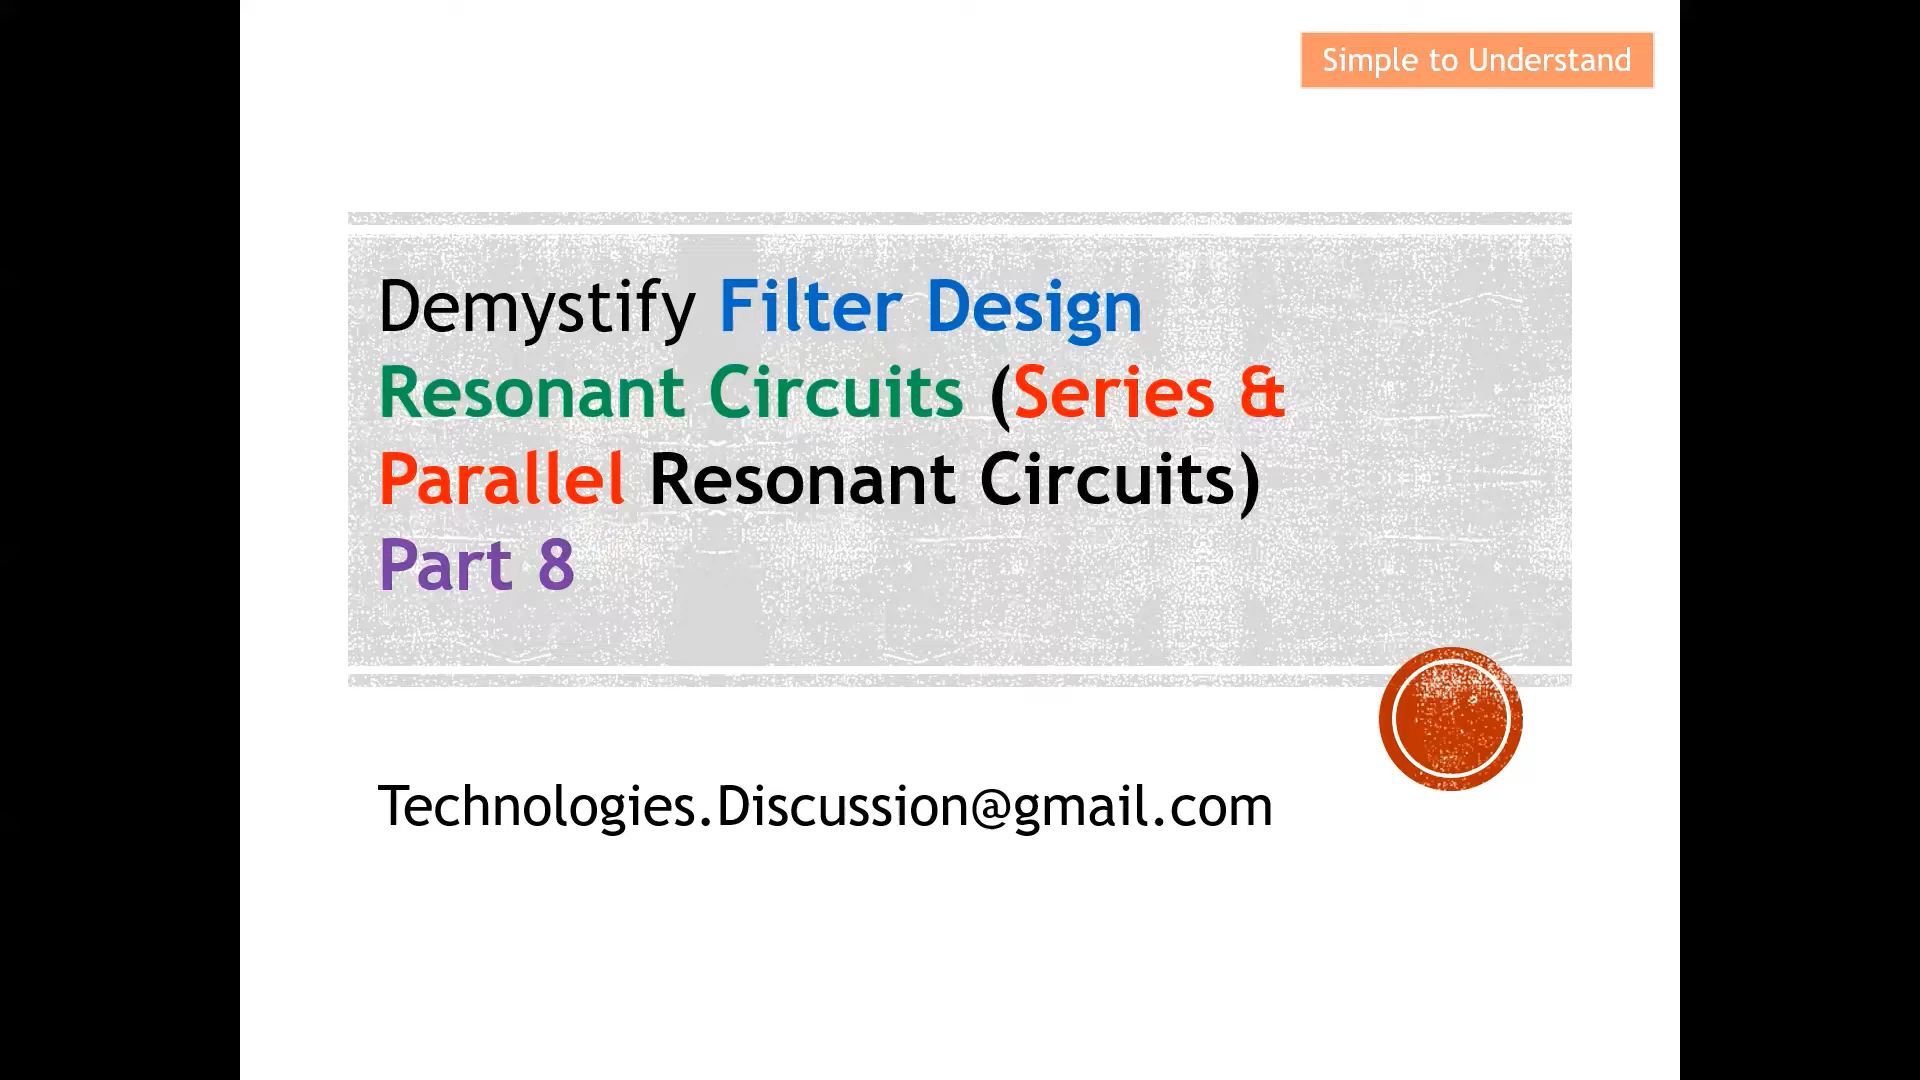 Simple to Understand
Demystify Filter Design
Resonant Circuits (Series &
Parallel Resonant Circuits)
Part 8
Technologies.Discussion@gmail.com